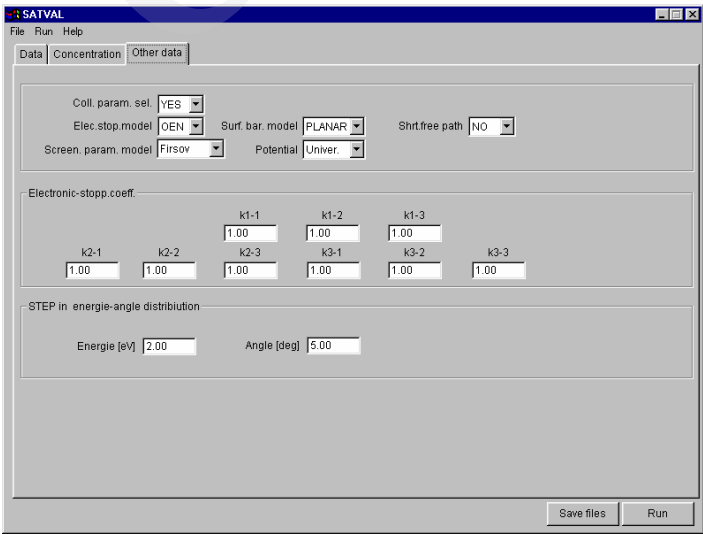 SATVAL
File Run Help
Data Concentration Other data
Coll. param. sel. YES
Elec.stop.model OEN Surf. bar. model PLANAR Shrt.free path NO
Screen. param. model Firsov Potential Univer.
Electronic-stopp.coeff.
k1-1 k1-2 k1-3
1.00 1.00 1.00
k2-1 k2-2 k2-3 k3-1 k3-2 k3-3
1.00 1.00 1.00 1.00 1.00 1.00
STEP in energie-angle distribiution
Energie [eV] 2.00 Angle [deg] 5.00
Save files Run